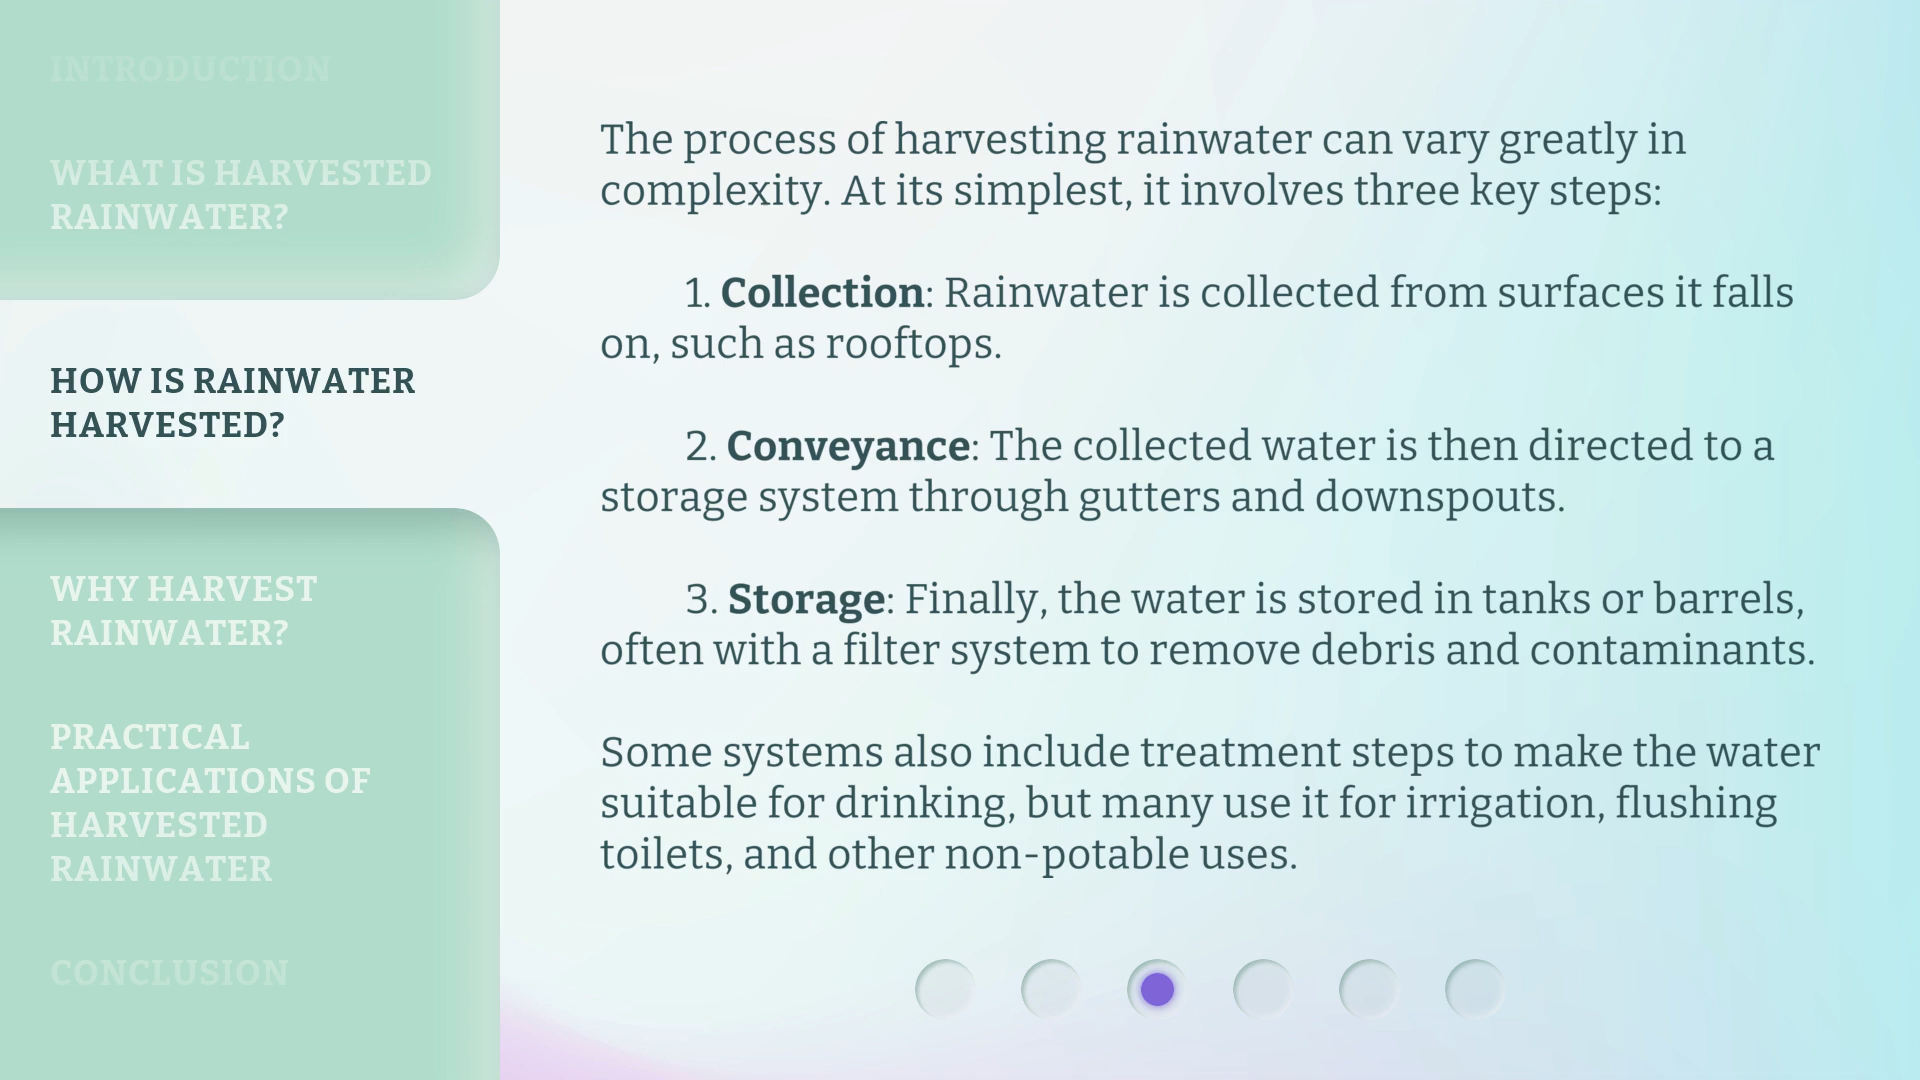 INTRODUCTION
WHAT IS HARVESTED
RAINWATER?
HOW IS RAINWATER
HARVESTED?
WHY HARVEST
RAINWATER?
PRACTICAL
APPLICATIONS OF
HARVESTED
RAINWATER
CONCLUSION
The process of harvesting rainwater can vary greatly in
complexity. At its simplest, it involves three key steps:
1. Collection: Rainwater is collected from surfaces it falls
on, such as rooftops.
2. Conveyance: The collected water is then directed to a
storage system through gutters and downspouts.
3. Storage: Finally, the water is stored in tanks or barrels,
often with a filter system to remove debris and contaminants.
Some systems also include treatment steps to make the water
suitable for drinking, but many use it for irrigation, flushing
toilets, and other non-potable uses.